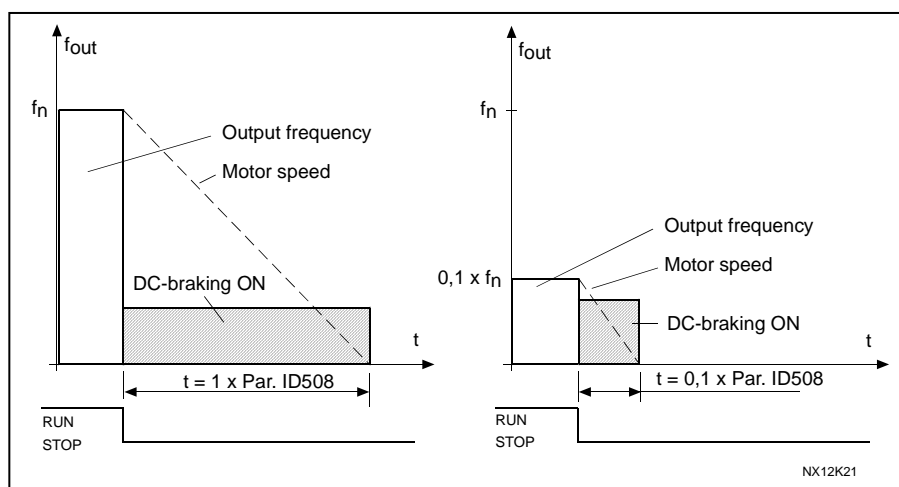 fout
fn
Output frequency
Motor speed
DC-braking ON
t
t = 1 x Par. ID508
RUN
STOP
fout
fn
Output frequency
Motor speed
0,1 x fn
DC-braking ON
t
t = 0,1 x Par. ID508
RUN
STOP
NX12K21